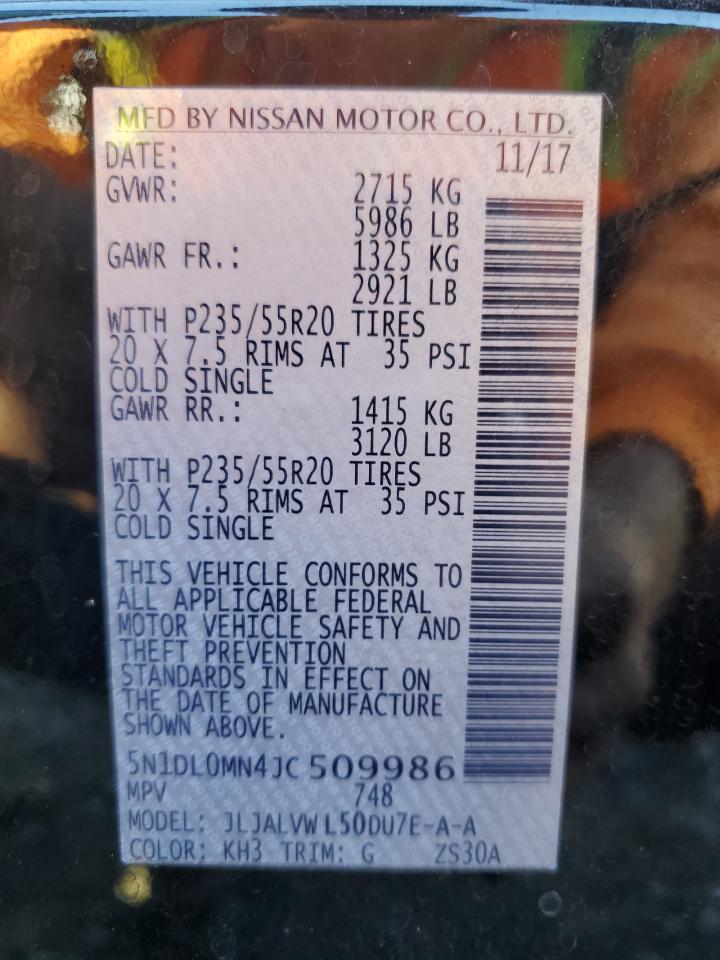 MFD BY NISSAN MOTOR CO., LTD.
DATE: 11/17
GVWR: 2715 KG
5986 LB
GAWR FR.: 1325 KG
2921 LB
WITH P235/55R20 TIRES
20 X 7.5 RIMS AT 35 PSI
COLD SINGLE
GAWR RR.: 1415 KG
3120 LB
WITH P235/55R20 TIRES
20 X 7.5 RIMS AT 35 PSI
COLD SINGLE
THIS VEHICLE CONFORMS TO
ALL APPLICABLE FEDERAL
MOTOR VEHICLE SAFETY AND
THEFT PREVENTION
STANDARDS IN EFFECT ON
THE DATE OF MANUFACTURE
SHOWN ABOVE.
5N1DL0MN4JC509986
MPV 748
MODEL: JLJALVWL50DU7E-A-A
COLOR: KH3 TRIM: G ZS30A